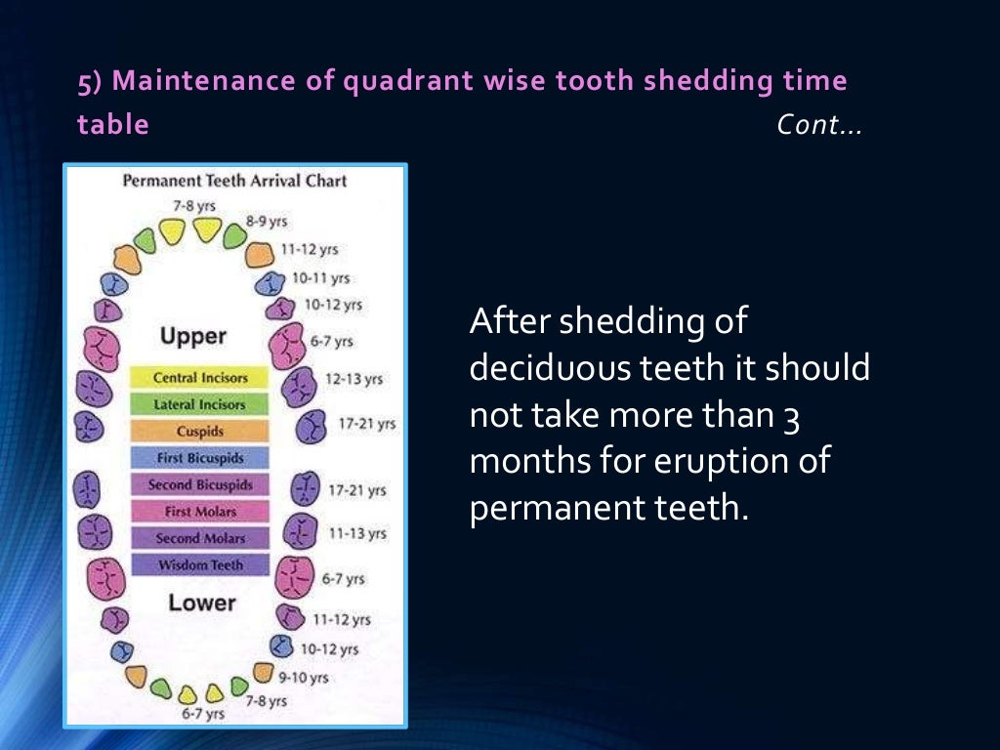 5) Maintenance of quadrant wise tooth shedding time
table
Cont...
Permanent Teeth Arrival Chart
7-8 yrs
8-9 yrs
11-12 yrs
10-11 yrs
10-12 yrs
Upper
6-7 yrs
Central Incisors
12-13 yrs
Lateral Incisors
Cuspids
17-21 yrs
First Bicuspids
Second Bicuspids
17-21 yrs
First Molars
Second Molars
11-13 yrs
Wisdom Teeth
6-7 yrs
Lower
11-12 yrs
10-12 yrs
9-10 yrs
7-8 yrs
6-7 yrs
After shedding of
deciduous teeth it should
not take more than 3
months for eruption of
permanent teeth.